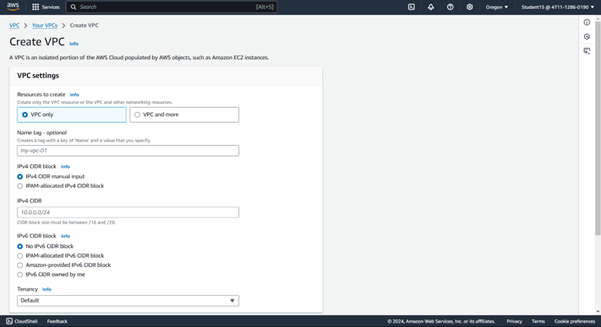 aws Services Search [Alt+S] Oregon Student15 @ 4711-1286-0190
VPC > Your VPCs > Create VPC
Create VPC Info
A VPC is an isolated portion of the AWS Cloud populated by AWS objects, such as Amazon EC2 instances.
VPC settings
Resources to create Info
Create only the VPC resource or the VPC and other networking resources.
VPC only VPC and more
Name tag - optional
Creates a tag with a key of 'Name' and a value that you specify.
my-vpc-01
IPv4 CIDR block Info
IPv4 CIDR manual input
IPAM-allocated IPv4 CIDR block
IPv4 CIDR
10.0.0.0/24
CIDR block size must be between /16 and /28.
IPv6 CIDR block Info
No IPv6 CIDR block
IPAM-allocated IPv6 CIDR block
Amazon-provided IPv6 CIDR block
IPv6 CIDR owned by me
Tenancy Info
Default
CloudShell Feedback © 2024, Amazon Web Services, Inc. or its affiliates. Privacy Terms Cookie preferences